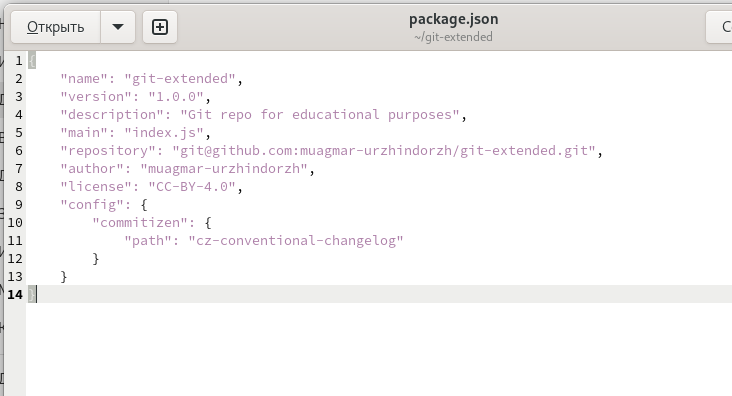 Открыть
package.json
~/git-extended
1 {
2 "name": "git-extended",
3 "version": "1.0.0",
4 "description": "Git repo for educational purposes",
5 "main": "index.js",
6 "repository": "git@github.com:muagmar-urzhindorzh/git-extended.git",
7 "author": "muagmar-urzhindorzh",
8 "license": "CC-BY-4.0",
9 "config": {
10 "commitizen": {
11 "path": "cz-conventional-changelog"
12 }
13 }
14 }